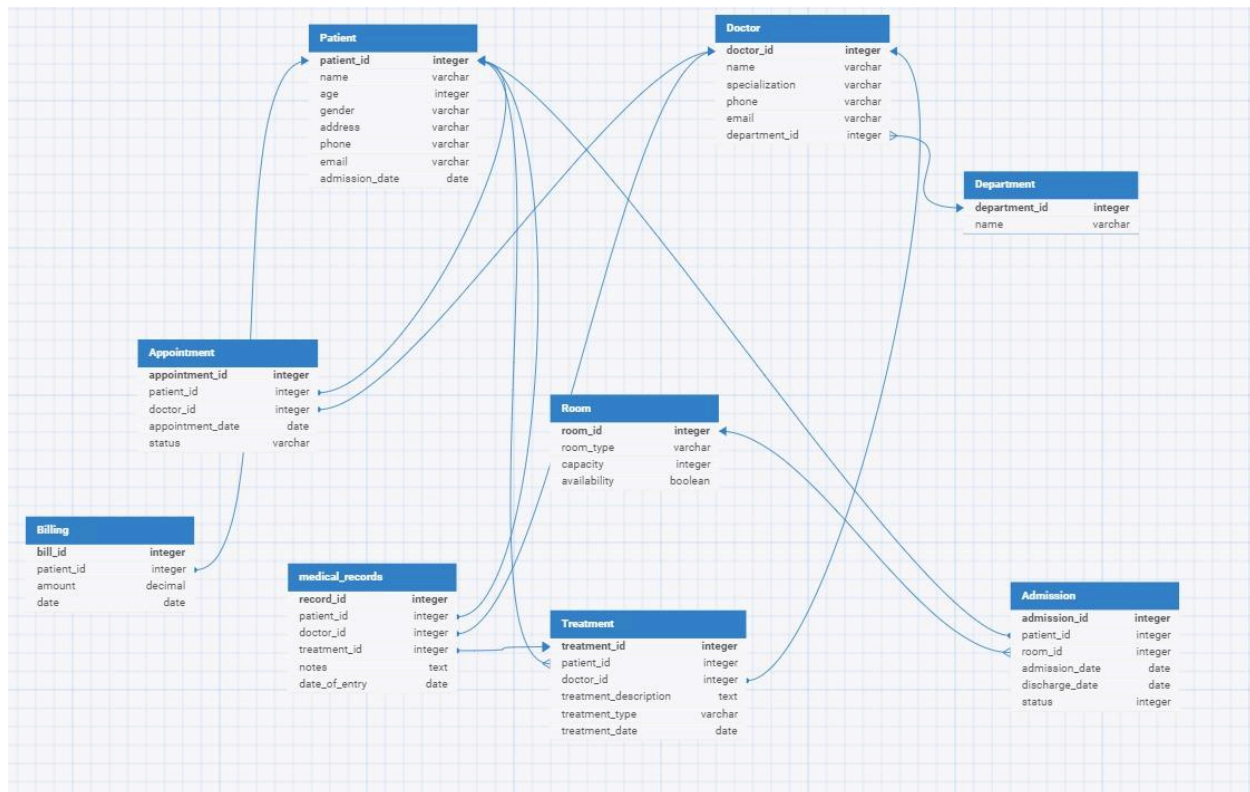 Patient
patient_id integer
name varchar
age integer
gender varchar
address varchar
phone varchar
email varchar
admission_date date
Doctor
doctor_id integer
name varchar
specialization varchar
phone varchar
email varchar
department_id integer
Department
department_id integer
name varchar
Appointment
appointment_id integer
patient_id integer
doctor_id integer
appointment_date date
status varchar
Room
room_id integer
room_type varchar
capacity integer
availability boolean
Billing
bill_id integer
patient_id integer
amount decimal
date date
medical_records
record_id integer
patient_id integer
doctor_id integer
treatment_id integer
notes text
date_of_entry date
Treatment
treatment_id integer
patient_id integer
doctor_id integer
treatment_description text
treatment_type varchar
treatment_date date
Admission
admission_id integer
patient_id integer
room_id integer
admission_date date
discharge_date date
status integer